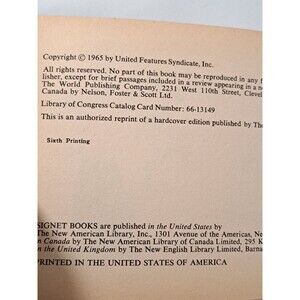 Copyright © 1965 by United Features Syndicate, Inc.
All rights reserved. No part of this book may be reproduced in any f
lisher, except for brief passages included in a review appearing in a ne
The World Publishing Company, 2231 West 110th Street, Clevel
Canada by Nelson, Foster & Scott Ltd.
Library of Congress Catalog Card Number: 66-13149
This is an authorized reprint of a hardcover edition published by The
Sixth Printing
SIGNET BOOKS are published in the United States by
The New American Library, Inc., 1301 Avenue of the Americas, Ne
in Canada by The New American Library of Canada Limited, 295 K
in the United Kingdom by The New English Library Limited, Barna
PRINTED IN THE UNITED STATES OF AMERICA